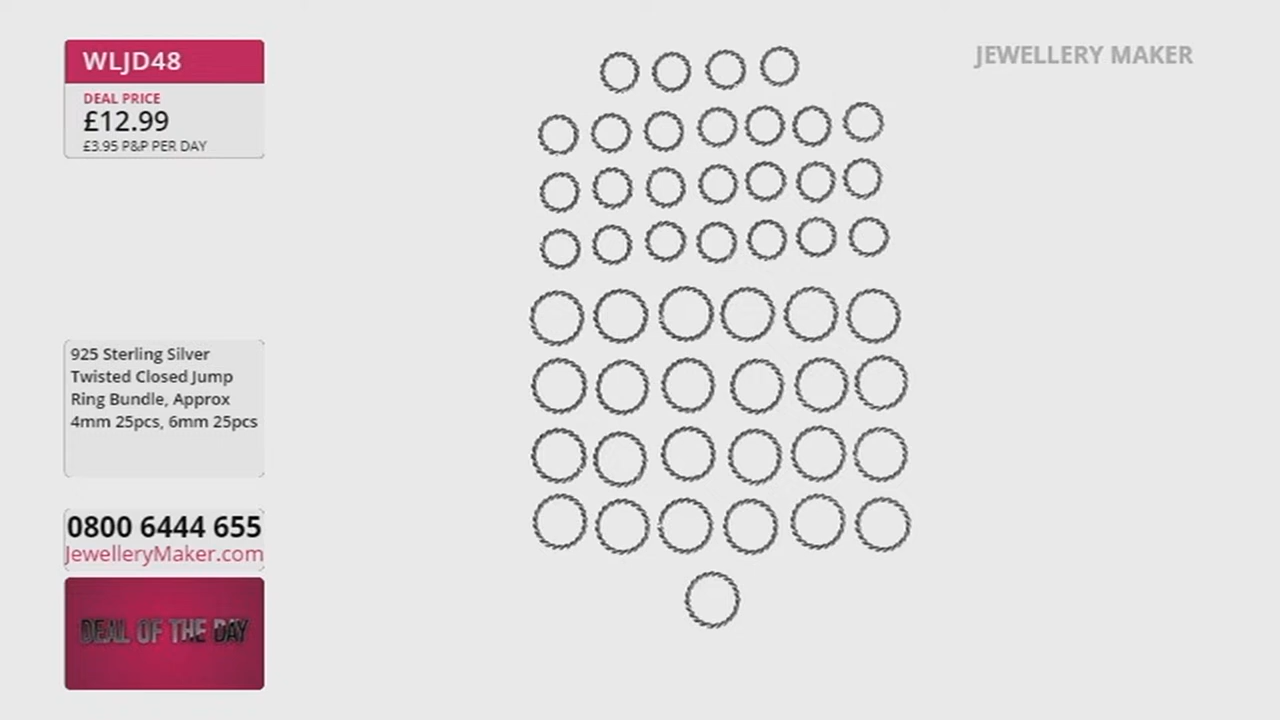 WLJD48
DEAL PRICE
£12.99
£3.95 P&P PER DAY
JEWELLERY MAKER
925 Sterling Silver
Twisted Closed Jump
Ring Bundle, Approx
4mm 25pcs, 6mm 25pcs
0800 6444 655
JewelleryMaker.com
DEAL OF THE DAY